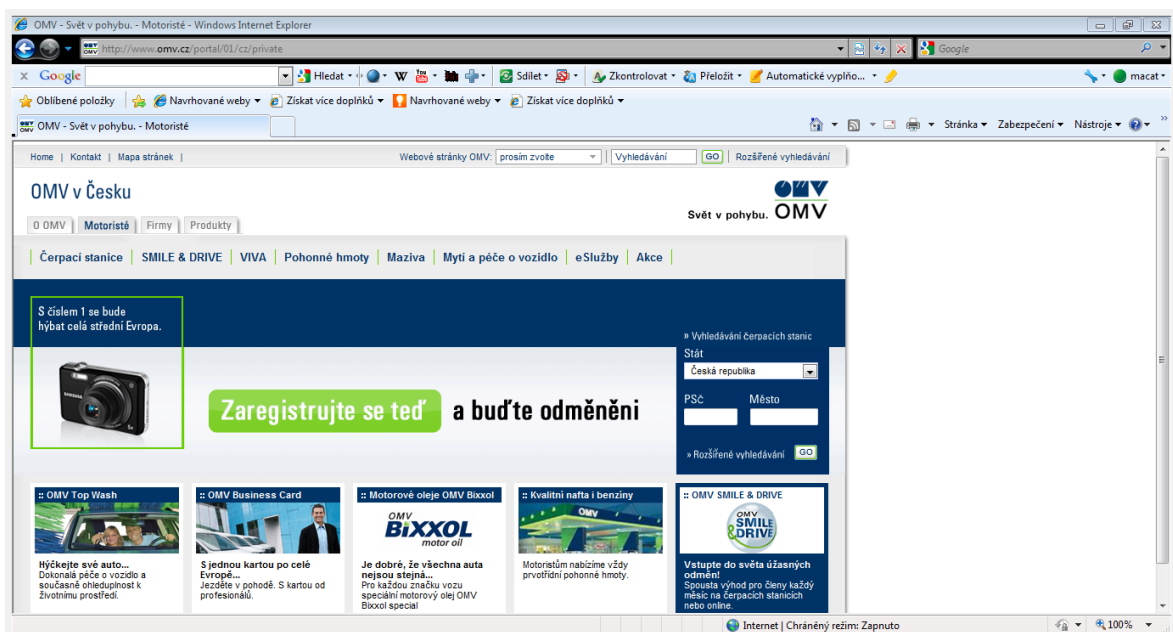 OMV - Svět v pohybu. - Motoristé - Windows Internet Explorer
http://www.omv.cz/portal/01/cz/private
Google
x Google
Hledat
Sdílet
Zkontrolovat
Přeložit
Automatické vyplňo...
macat
Oblíbené položky
Navrhované weby
Získat více doplňků
Navrhované weby
Získat více doplňků
OMV - Svět v pohybu. - Motoristé
Stránka
Zabezpečení
Nástroje
Home | Kontakt | Mapa stránek |
Webové stránky OMV: prosím zvolte
Vyhledávání
GO
Rozšířené vyhledávání
OMV v Česku
Svět v pohybu. OMV
O OMV
Motoristé
Firmy
Produkty
Čerpací stanice | SMILE & DRIVE | VIVA | Pohonné hmoty | Maziva | Mytí a péče o vozidlo | eSlužby | Akce |
S číslem 1 se bude
hýbat celá střední Evropa.
SAMSUNG
Zaregistrujte se teď a buďte odměněni
» Vyhledávání čerpacích stanic
Stát
Česká republika
PSč Město
» Rozšířené vyhledávání GO
:: OMV Top Wash
Hýčkejte své auto...
Dokonalá péče o vozidlo a
současně ohleduplnost k
životnímu prostředí.
:: OMV Business Card
S jednou kartou po celé
Evropě...
Jezděte v pohodě. S kartou od
profesionálů.
:: Motorové oleje OMV Bixxol
OMV
BIXXOL
motor oil
Je dobré, že všechna auta
nejsou stejná...
Pro každou značku vozu
speciální motorový olej OMV
Bixxol special
:: Kvalitní nafta i benziny
OMV
Motoristům nabízíme vždy
prvotřídní pohonné hmoty.
:: OMV SMILE & DRIVE
OMV
SMILE
&DRIVE
Vstupte do světa úžasných
odměn!
Spousta výhod pro členy každý
měsíc na čerpacích stanicích
nebo online.
Internet | Chráněný režim: Zapnuto
100%